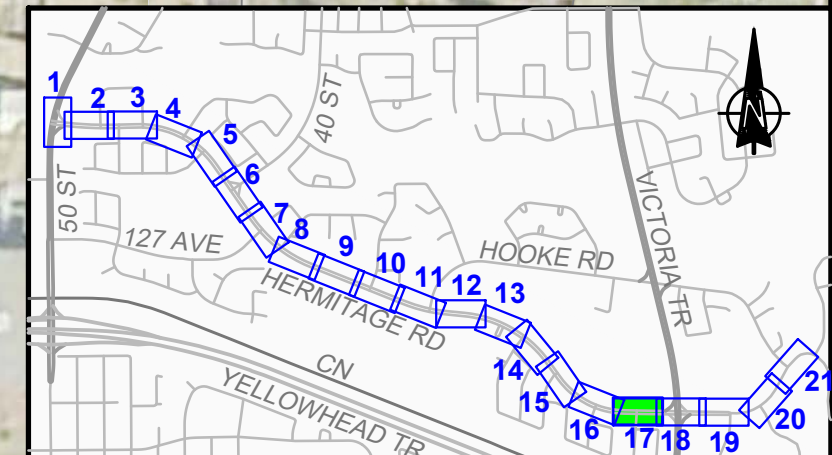 1
2
3
4
5
6
7
8
9
10
11
12
13
14
15
16
17
18
19
20
21
50 ST
40 ST
127 AVE
HERMITAGE RD
HOOKE RD
VICTORIA TR
CN
YELLOWHEAD TR
N